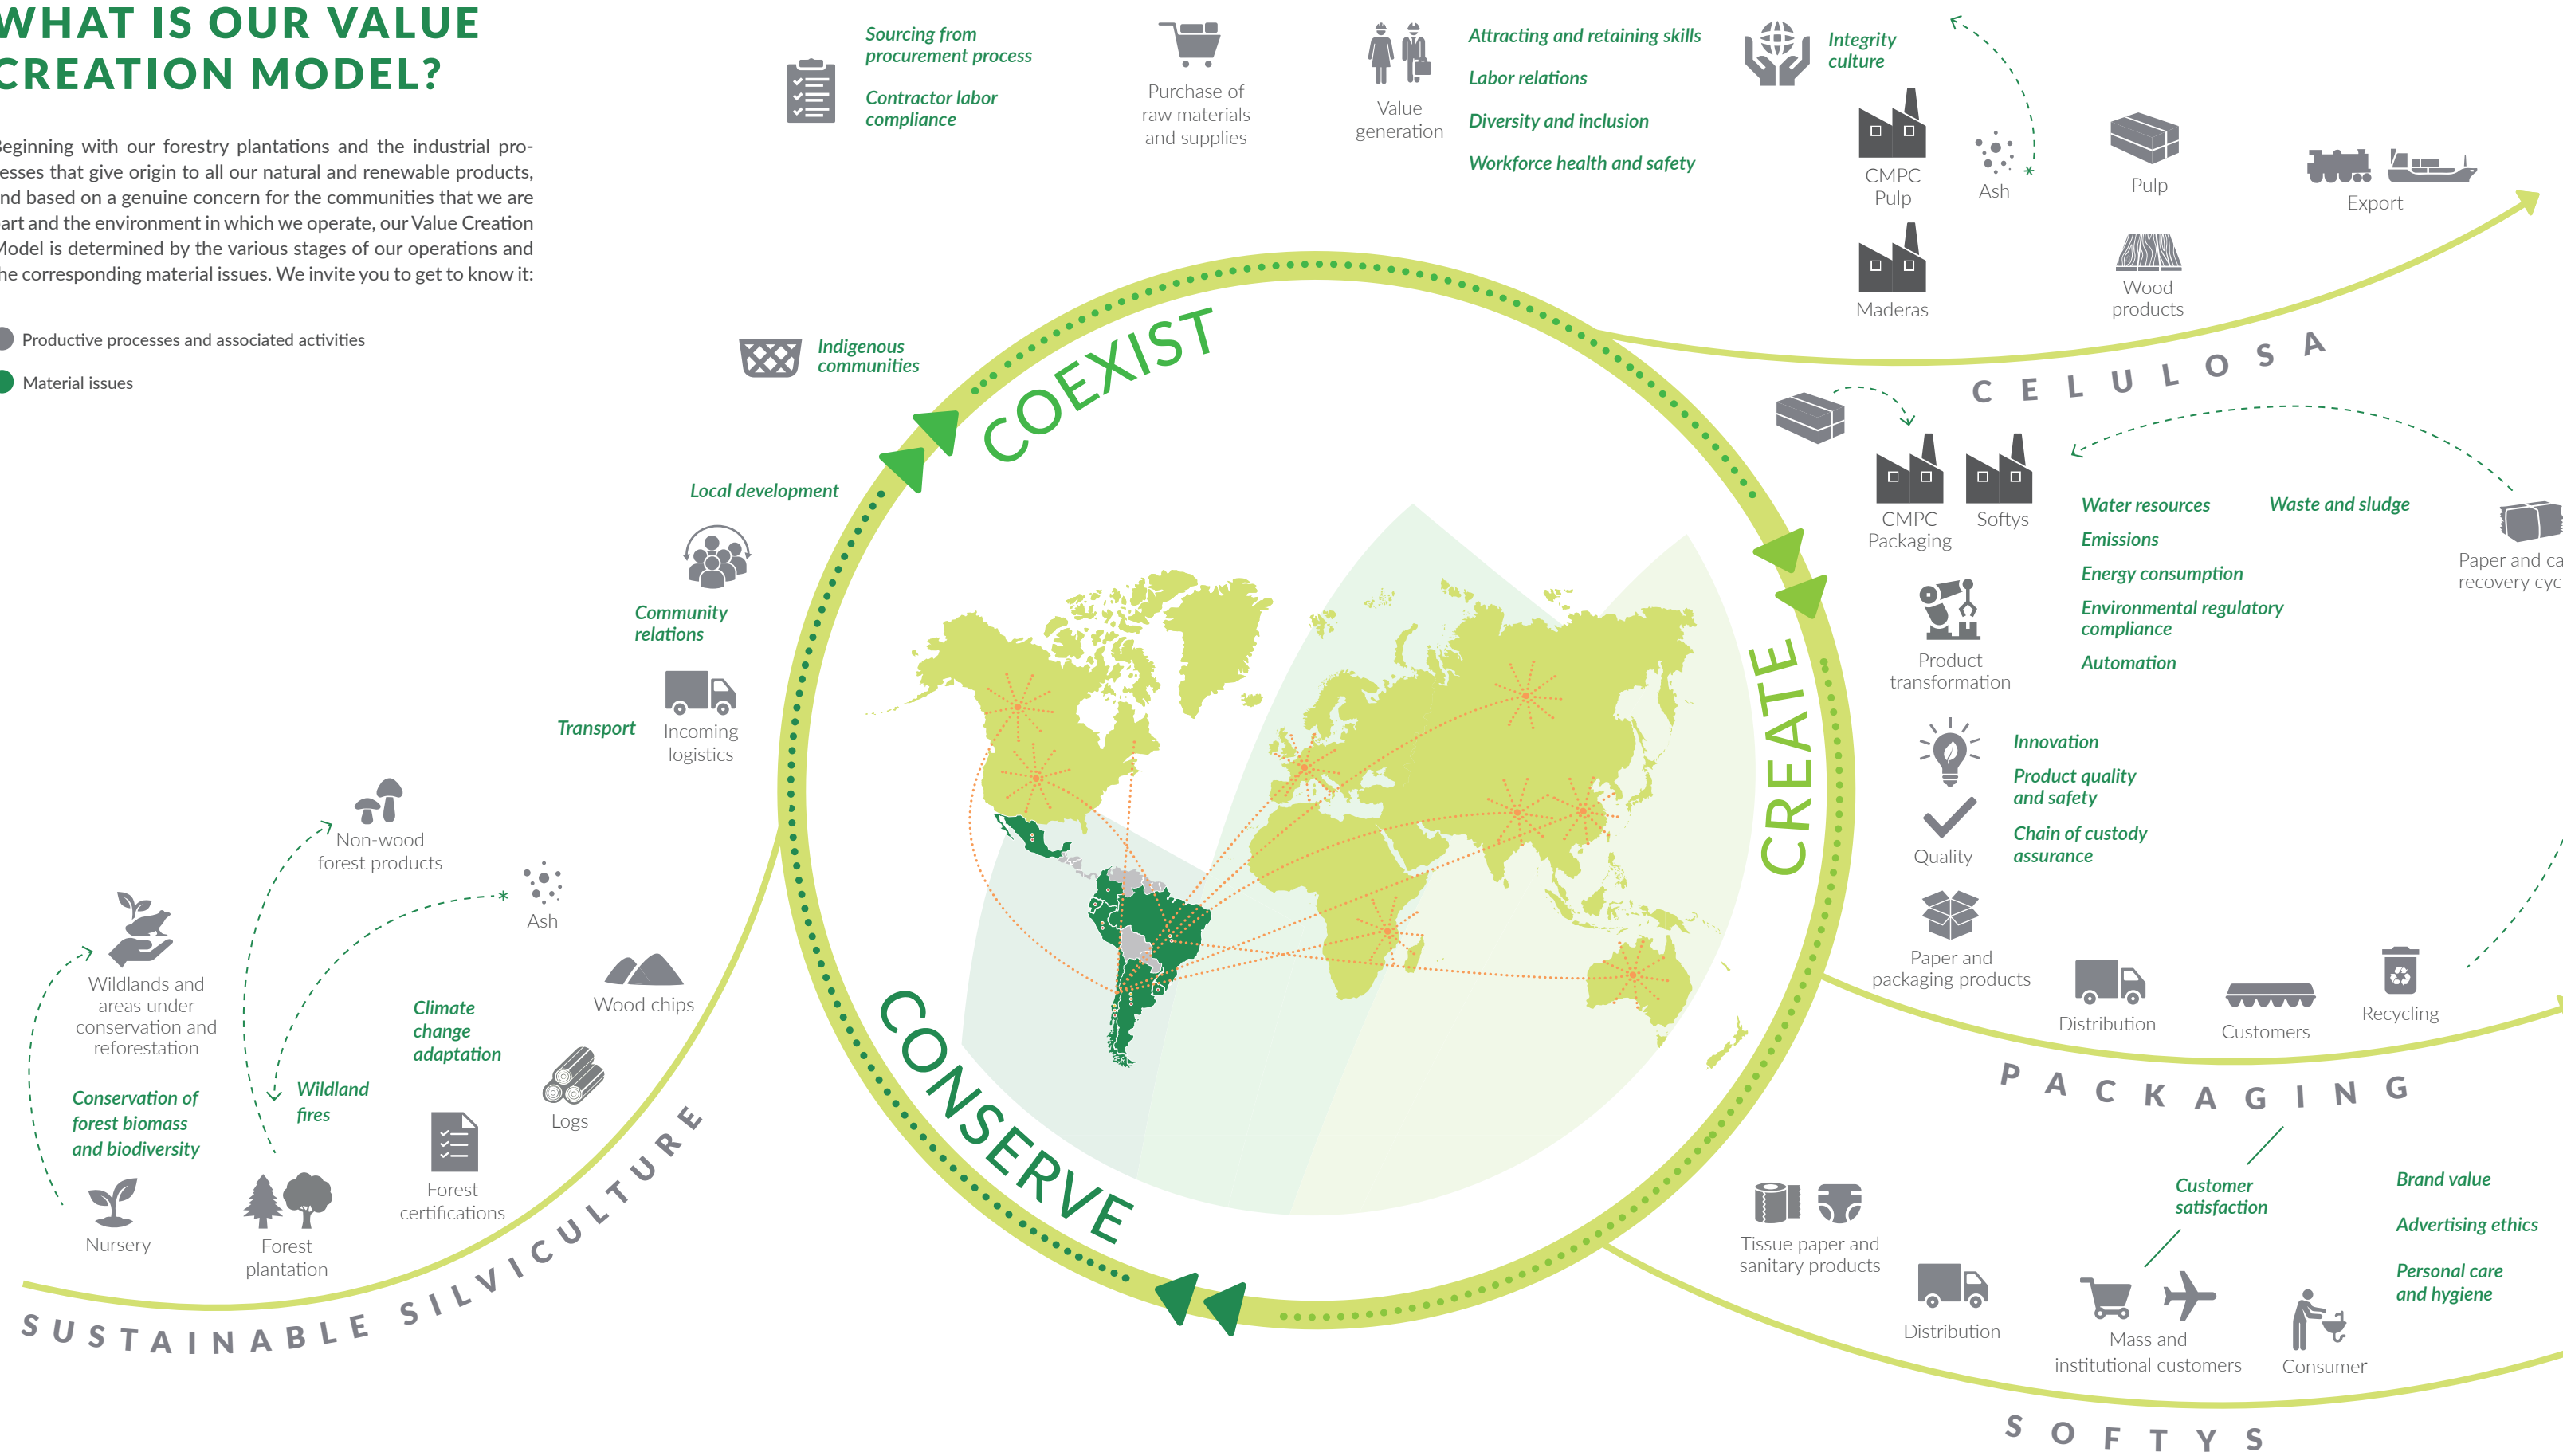 WHAT IS OUR VALUE
CREATION MODEL?
Beginning with our forestry plantations and the industrial pro-
esses that give origin to all our natural and renewable products,
nd based on a genuine concern for the communities that we are
art and the environment in which we operate, our Value Creation
Model is determined by the various stages of our operations and
he corresponding material issues. We invite you to get to know it:
Productive processes and associated activities
Material issues
Sourcing from
procurement process
Contractor labor
compliance
Purchase of
raw materials
and supplies
Value
generation
Attracting and retaining skills
Labor relations
Diversity and inclusion
Workforce health and safety
Integrity
culture
CMPC
Pulp
Ash
*
Pulp
Export
Maderas
Wood
products
CELULOSA
Indigenous
communities
Local development
Community
relations
Transport
Incoming
logistics
COEXIST
CREATE
CONSERVE
CMPC
Packaging
Softys
Water resources
Waste and sludge
Emissions
Energy consumption
Environmental regulatory
compliance
Automation
Paper and ca
recovery cyc
Product
transformation
Innovation
Product quality
and safety
Chain of custody
assurance
Quality
Paper and
packaging products
Distribution
Customers
Recycling
PACKAGING
Non-wood
forest products
*
Ash
Wildlands and
areas under
conservation and
reforestation
Wood chips
Climate
change
adaptation
Conservation of
forest biomass
and biodiversity
Wildland
fires
Logs
Nursery
Forest
plantation
Forest
certifications
SUSTAINABLE SILVICULTURE
Tissue paper and
sanitary products
Distribution
Customer
satisfaction
Mass and
institutional customers
Consumer
Brand value
Advertising ethics
Personal care
and hygiene
SOFTYS